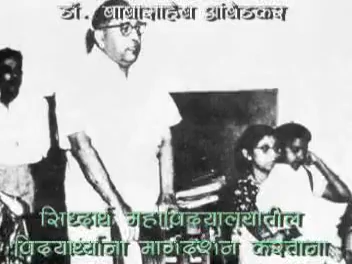 डॉ. बाबासाहेब आंबेडकर
सिध्दार्थ महाविद्यालयातील
विद्यार्थ्यांना मार्गदर्शन करताना